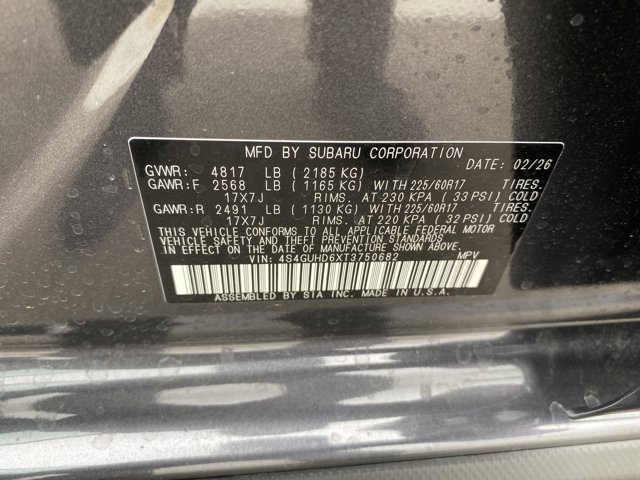 MFD BY SUBARU CORPORATION
DATE: 02/26
GVWR: 4817 LB ( 2185 KG)
GAWR:F 2568 LB ( 1165 KG) WITH 225/60R17 TIRES.
17X7J RIMS. AT 230 KPA ( 33 PSI) COLD
GAWR:R 2491 LB ( 1130 KG) WITH 225/60R17 TIRES.
17X7J RIMS. AT 220 KPA ( 32 PSI) COLD
THIS VEHICLE CONFORMS TO ALL APPLICABLE FEDERAL MOTOR
VEHICLE SAFETY AND THEFT PREVENTION STANDARDS
IN EFFECT ON THE DATE OF MANUFACTURE SHOWN ABOVE.
VIN: 4S4GUHD6XT3750682 MPV
ASSEMBLED BY SIA INC. MADE IN U.S.A.